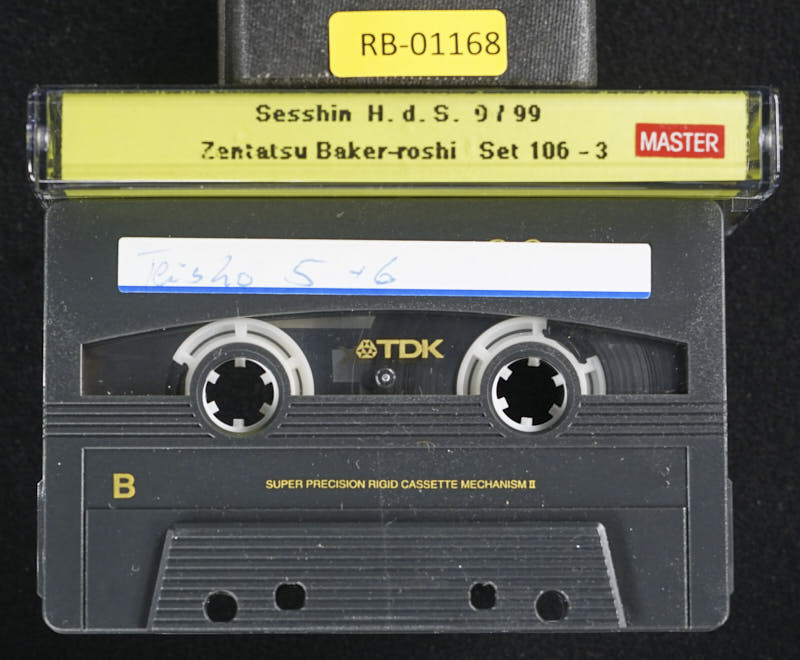 RB-01168
Sesshin H. d. S. 9 / 99
Zentatsu Baker-roshi Set 106 - 3
MASTER
Teisho 5 + 6
TDK
B
SUPER PRECISION RIGID CASSETTE MECHANISM II